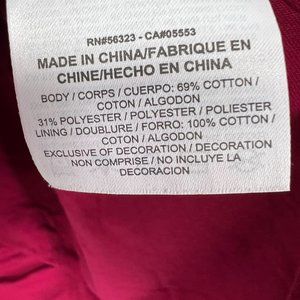 RN#56323 - CA#05553
MADE IN CHINA/FABRIQUE EN
CHINE/HECHO EN CHINA
BODY / CORPS / CUERPO: 69% COTTON /
COTON / ALGODON
31% POLYESTER / POLYESTER / POLIESTER
LINING / DOUBLURE / FORRO: 100% COTTON /
COTON / ALGODON
EXCLUSIVE OF DECORATION / DECORATION
NON COMPRISE / NO INCLUYE LA
DECORACION